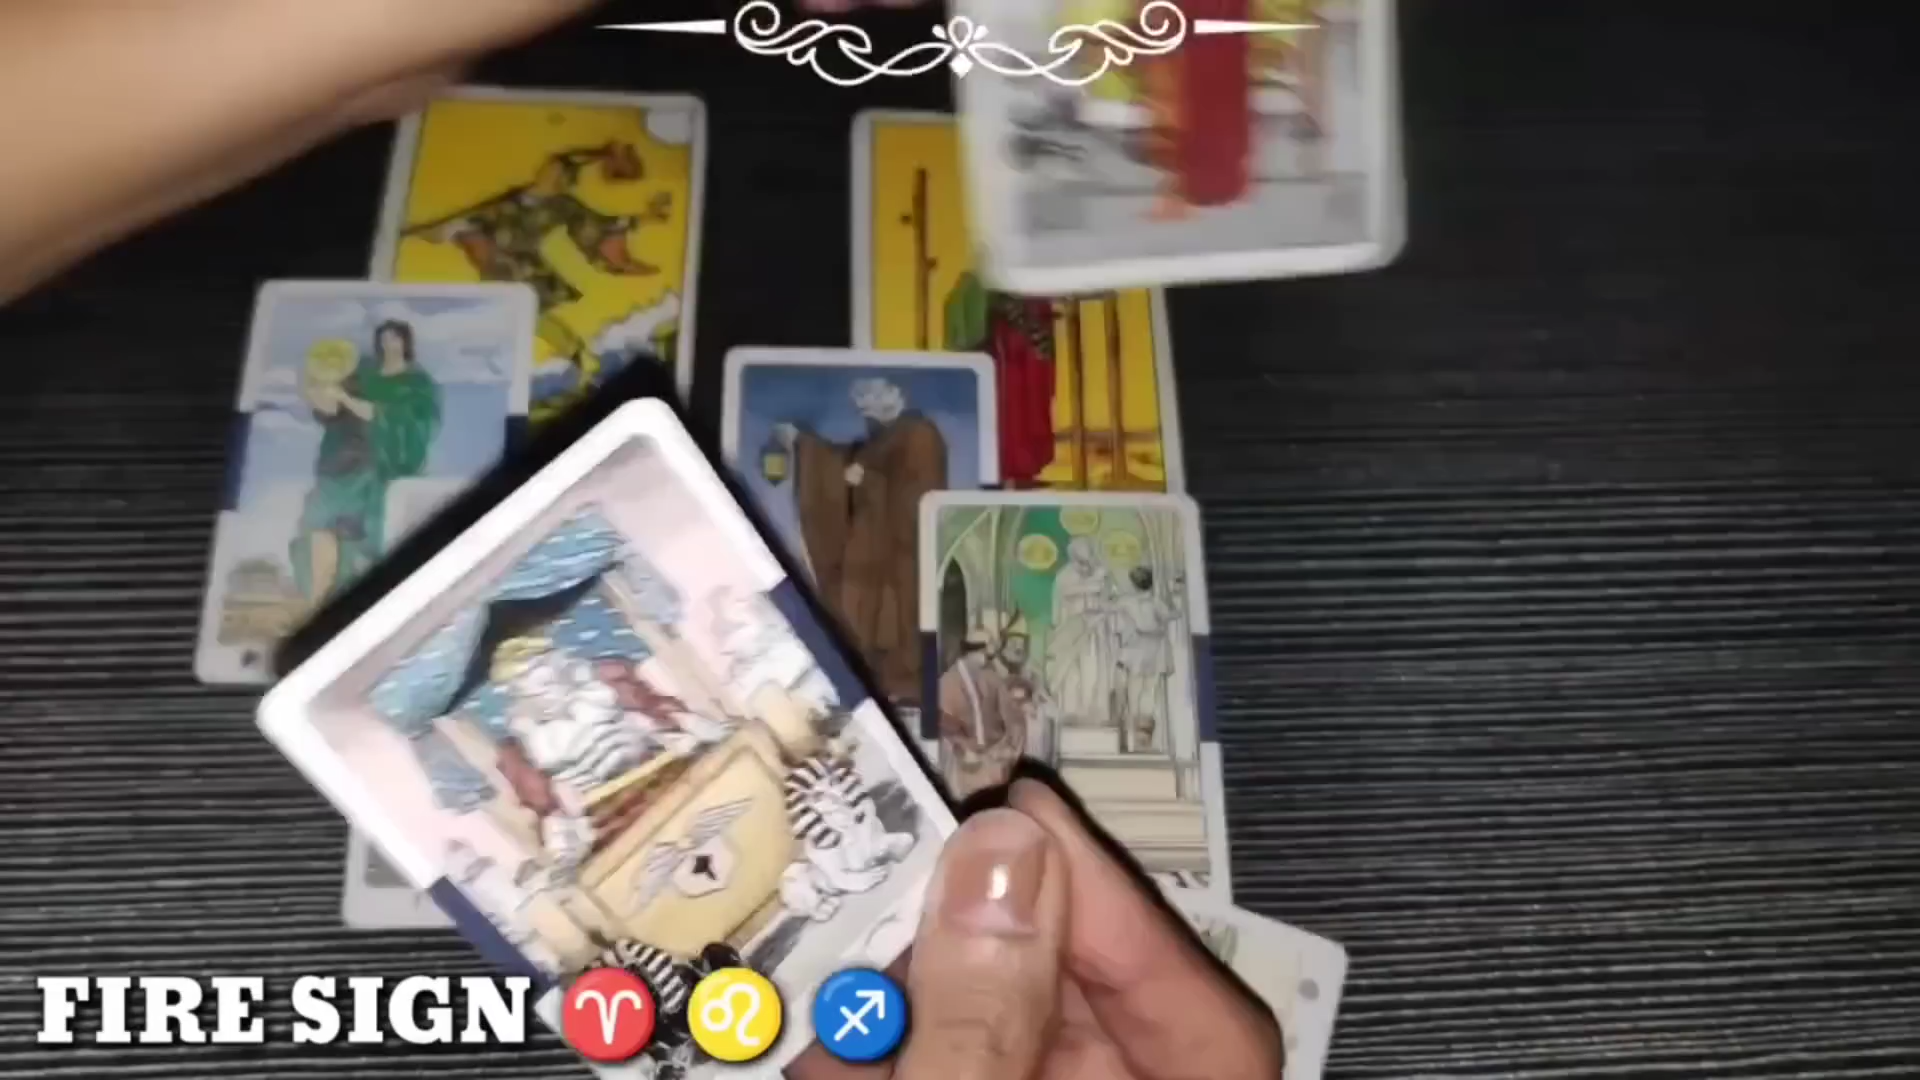 FIRE SIGN ♈ ♌ ♐